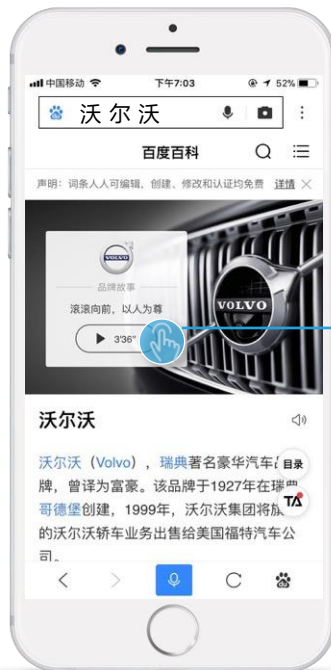 中国移动 下午7:03 52%
沃尔沃
百度百科
声明：词条人人可编辑，创建、修改和认证均免费 详情
VOLVO
品牌故事
滚滚向前，以人为尊
3'36"
VOLVO
沃尔沃
沃尔沃（Volvo），瑞典著名豪华汽车品
目录
牌，曾译为富豪。该品牌于1927年在瑞典
TA
哥德堡创建，1999年，沃尔沃集团将旗
的沃尔沃轿车业务出售给美国福特汽车公
司。